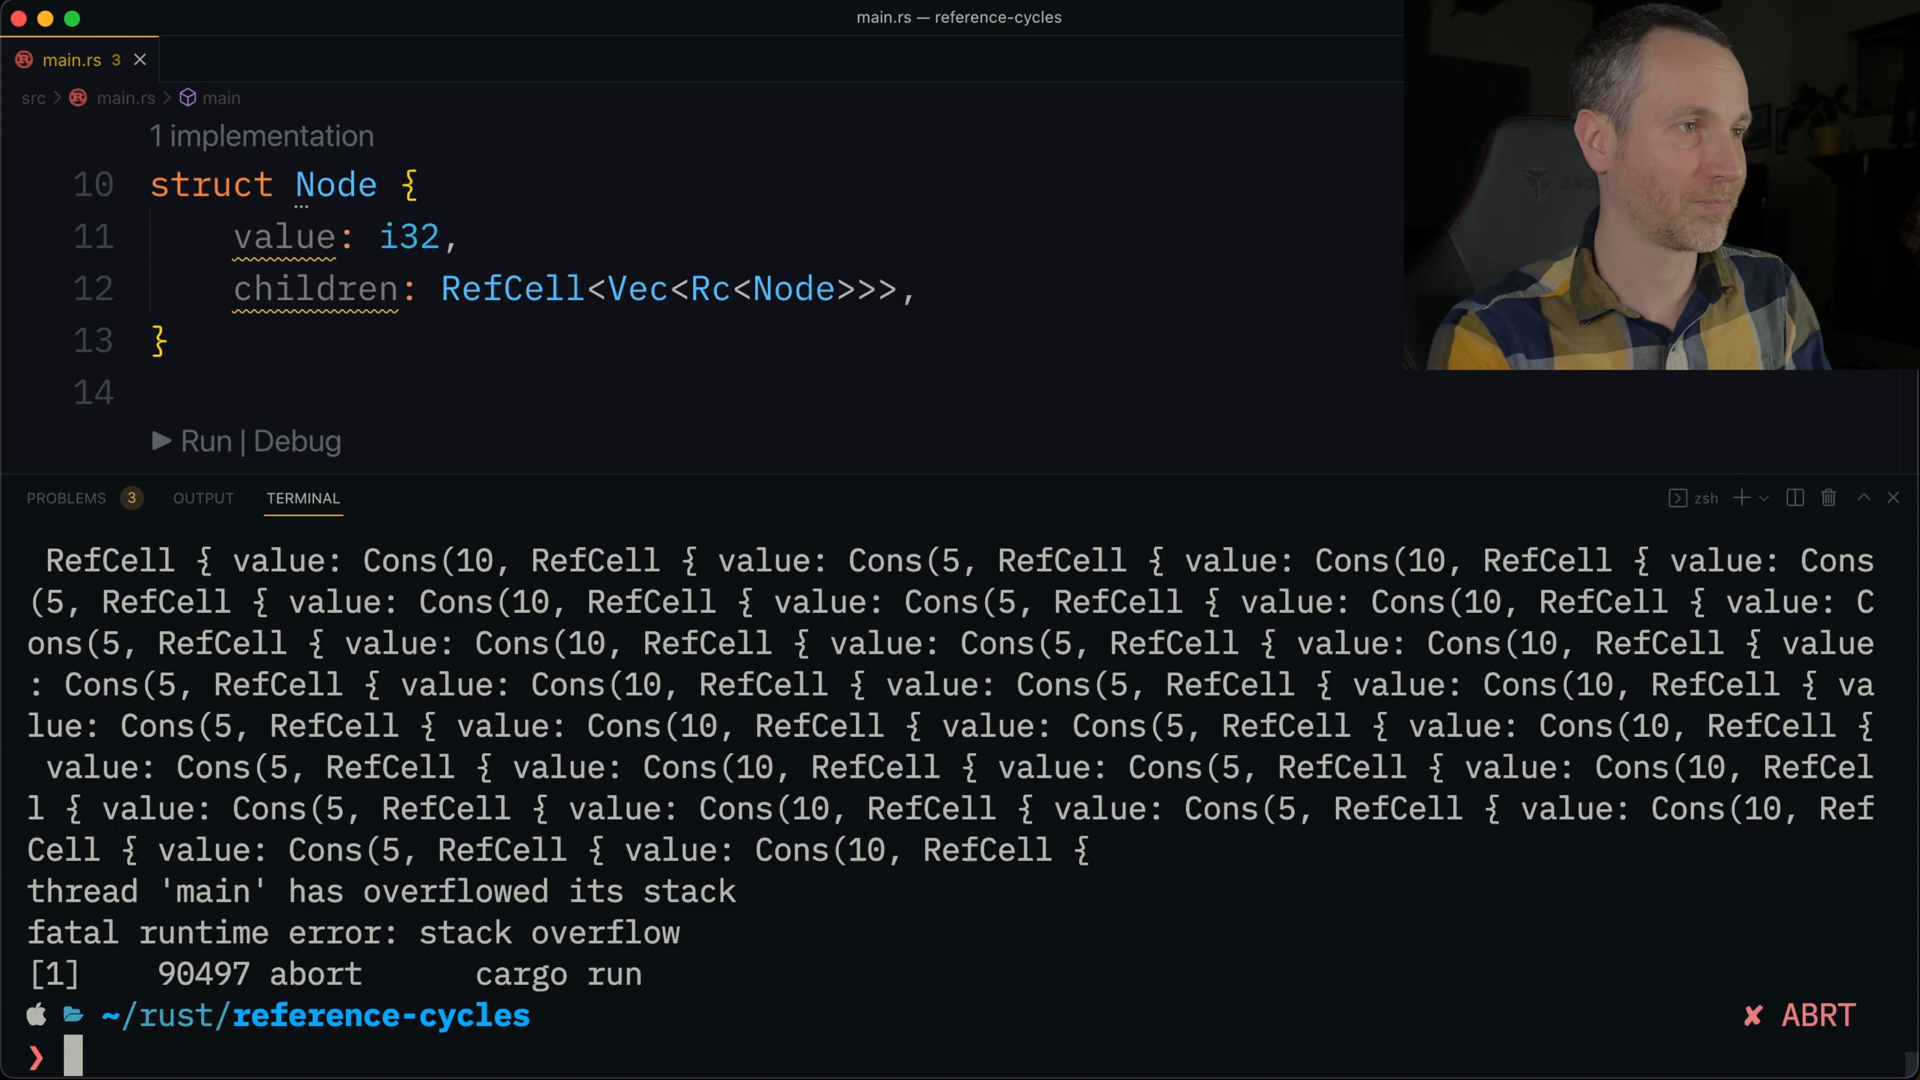 main.rs — reference-cycles
main.rs 3
src > main.rs > main
1 implementation
10 struct Node {
11 value: i32,
12 children: RefCell<Vec<Rc<Node>>>,
13 }
14
Run | Debug
PROBLEMS 3 OUTPUT TERMINAL
zsh
RefCell { value: Cons(10, RefCell { value: Cons(5, RefCell { value: Cons(10, RefCell { value: Cons
(5, RefCell { value: Cons(10, RefCell { value: Cons(5, RefCell { value: Cons(10, RefCell { value: C
ons(5, RefCell { value: Cons(10, RefCell { value: Cons(5, RefCell { value: Cons(10, RefCell { value
: Cons(5, RefCell { value: Cons(10, RefCell { value: Cons(5, RefCell { value: Cons(10, RefCell { va
lue: Cons(5, RefCell { value: Cons(10, RefCell { value: Cons(5, RefCell { value: Cons(10, RefCell {
value: Cons(5, RefCell { value: Cons(10, RefCell { value: Cons(5, RefCell { value: Cons(10, RefCel
l { value: Cons(5, RefCell { value: Cons(10, RefCell { value: Cons(5, RefCell { value: Cons(10, Ref
Cell { value: Cons(5, RefCell { value: Cons(10, RefCell {
thread 'main' has overflowed its stack
fatal runtime error: stack overflow
[1] 90497 abort cargo run
~/rust/reference-cycles ✘ ABRT
❯